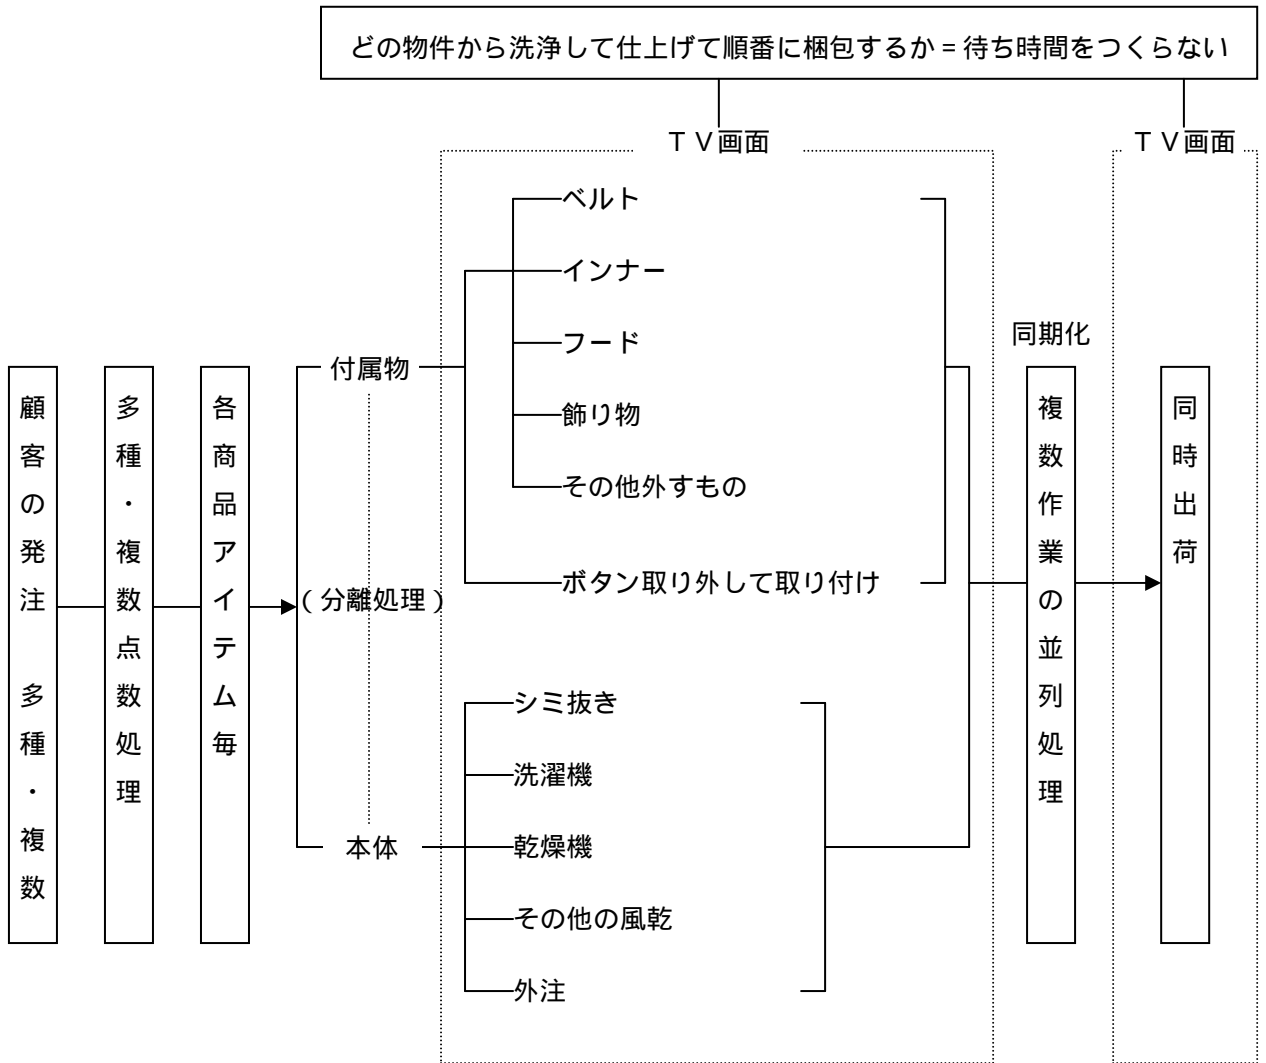 どの物件から洗浄して仕上げて順番に梱包するか = 待ち時間をつくらない
ＴＶ画面
ＴＶ画面
顧客の発注　多種・複数
多種・複数点数処理
各商品アイテム毎
付属物
(分離処理)
本体
ベルト
インナー
フード
飾り物
その他外すもの
ボタン取り外して取り付け
シミ抜き
洗濯機
乾燥機
その他の風乾
外注
同期化
複数作業の並列処理
同時出荷